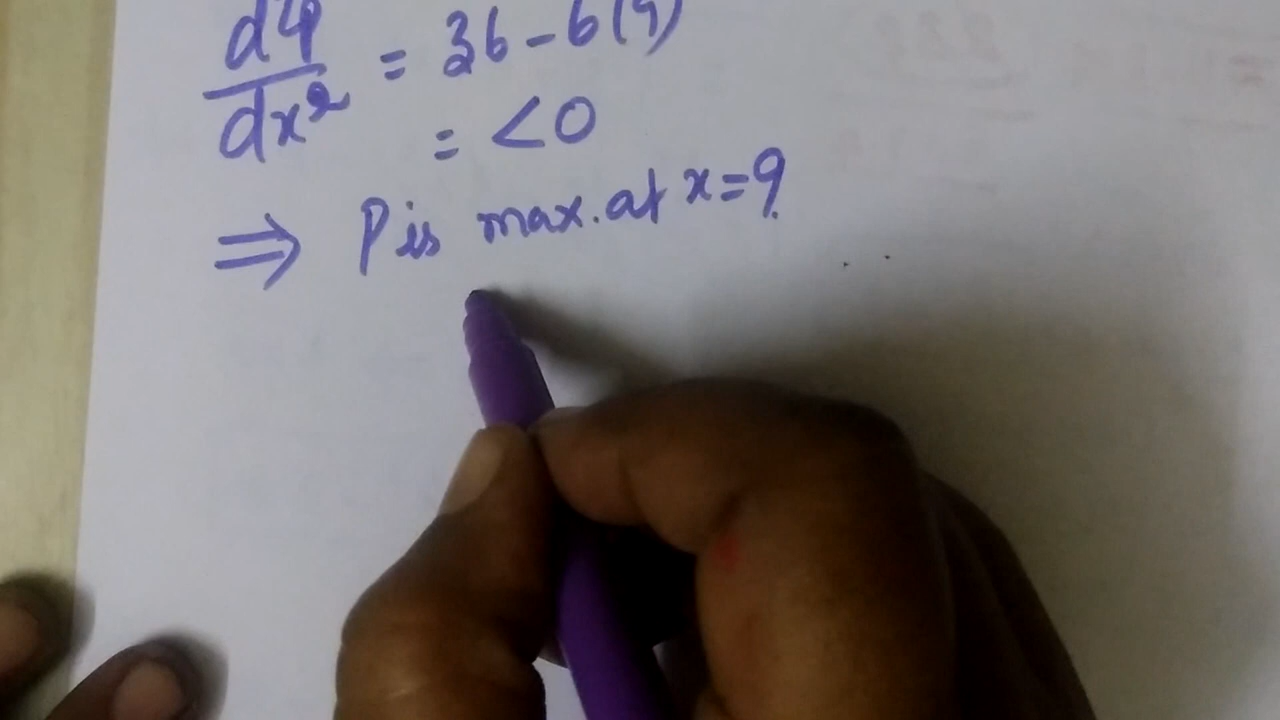 d²P/dx² = 36-6(9)
= <0
⇒ P is max. at x=9.